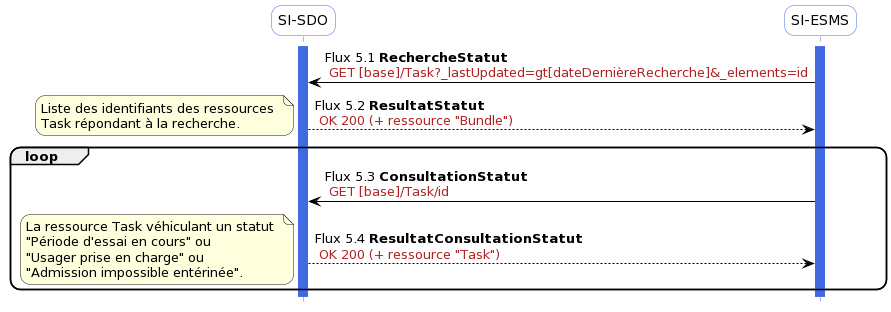 SI-SDO
SI-ESMS
Flux 5.1 RechercheStatut
GET [base]/Task?_lastUpdated=gt[dateDernièreRecherche]&_elements=id
Liste des identifiants des ressources
Task répondant à la recherche.
Flux 5.2 ResultatStatut
OK 200 (+ ressource "Bundle")
loop
Flux 5.3 ConsultationStatut
GET [base]/Task/id
La ressource Task véhiculant un statut
"Période d'essai en cours" ou
"Usager prise en charge" ou
"Admission impossible entérinée".
Flux 5.4 ResultatConsultationStatut
OK 200 (+ ressource "Task")